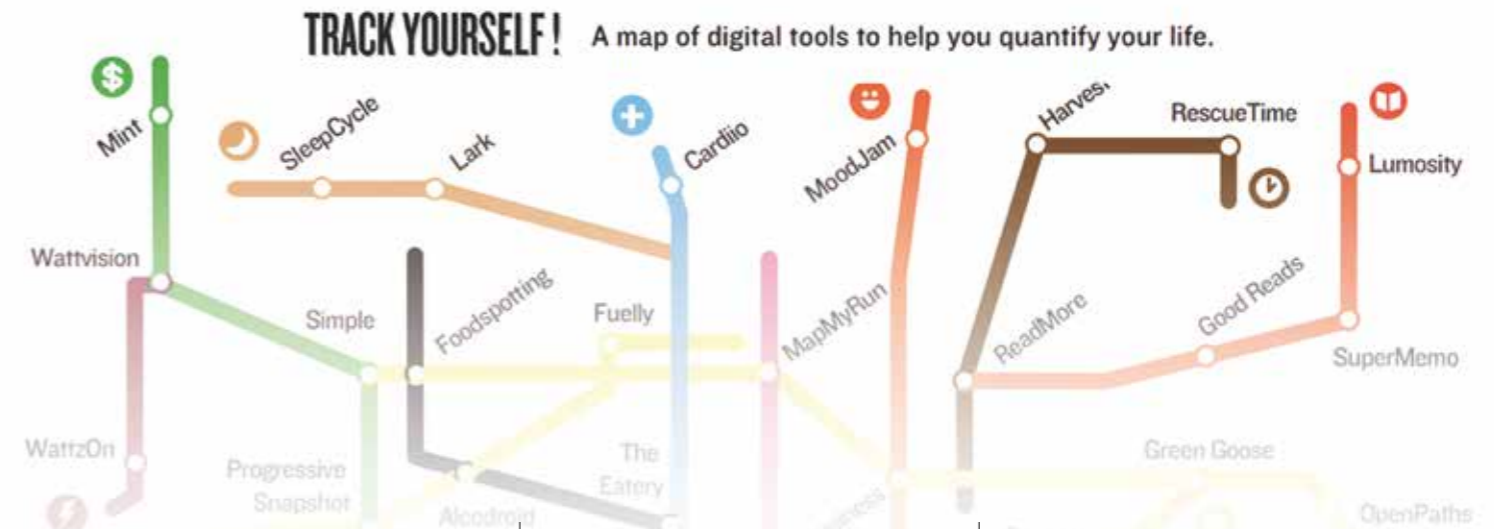 TRACK YOURSELF! A map of digital tools to help you quantify your life.
Mint
SleepCycle
Lark
Cardiio
MoodJam
RescueTime
Lumosity
Wattvision
Simple
Foodspotting
Fuelly
MapMyRun
ReadMore
Good Reads
SuperMemo
WattzOn
Progressive
Snapshot
Alcodroid
The
Eatery
Green Goose
OpenPaths